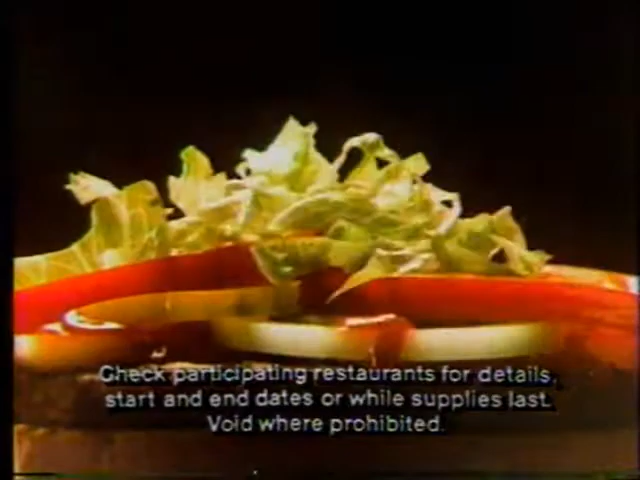 Check participating restaurants for details,
start and end dates or while supplies last.
Void where prohibited.